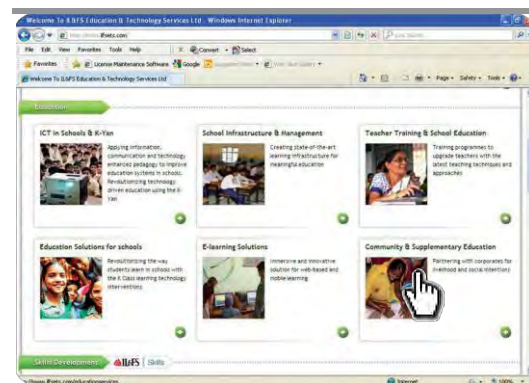 Welcome To IL&FS Education & Technology Services Ltd - Windows Internet Explorer
ilfsets.com
File Edit View Favorites Tools Help X Convert Select
Favorites License Maintenance Software Google
Welcome To IL&FS Education & Technology Services Ltd Page Safety Tools
Education
ICT in Schools & K-Yan
Applying information,
communication and technology
enhanced pedagogy to improve
education systems in schools.
Revolutionizing technology
driven education using the K-
Yan
School Infrastructure & Management
Creating state-of-the-art
learning infrastructure for
meaningful education
Teacher Training & School Education
Training programmes to
upgrade teachers with the
latest teaching techniques and
approaches
Education Solutions for schools
Revolutionizing the way
students learn in schools with
the K Class learning technology
interventions
E-learning Solutions
Immersive and innovative
solution for web-based and
mobile learning
Community & Supplementary Education
Partnering with corporates for
livelihood and social intentions
Skills Development IL&FS Skills
Internet 100%